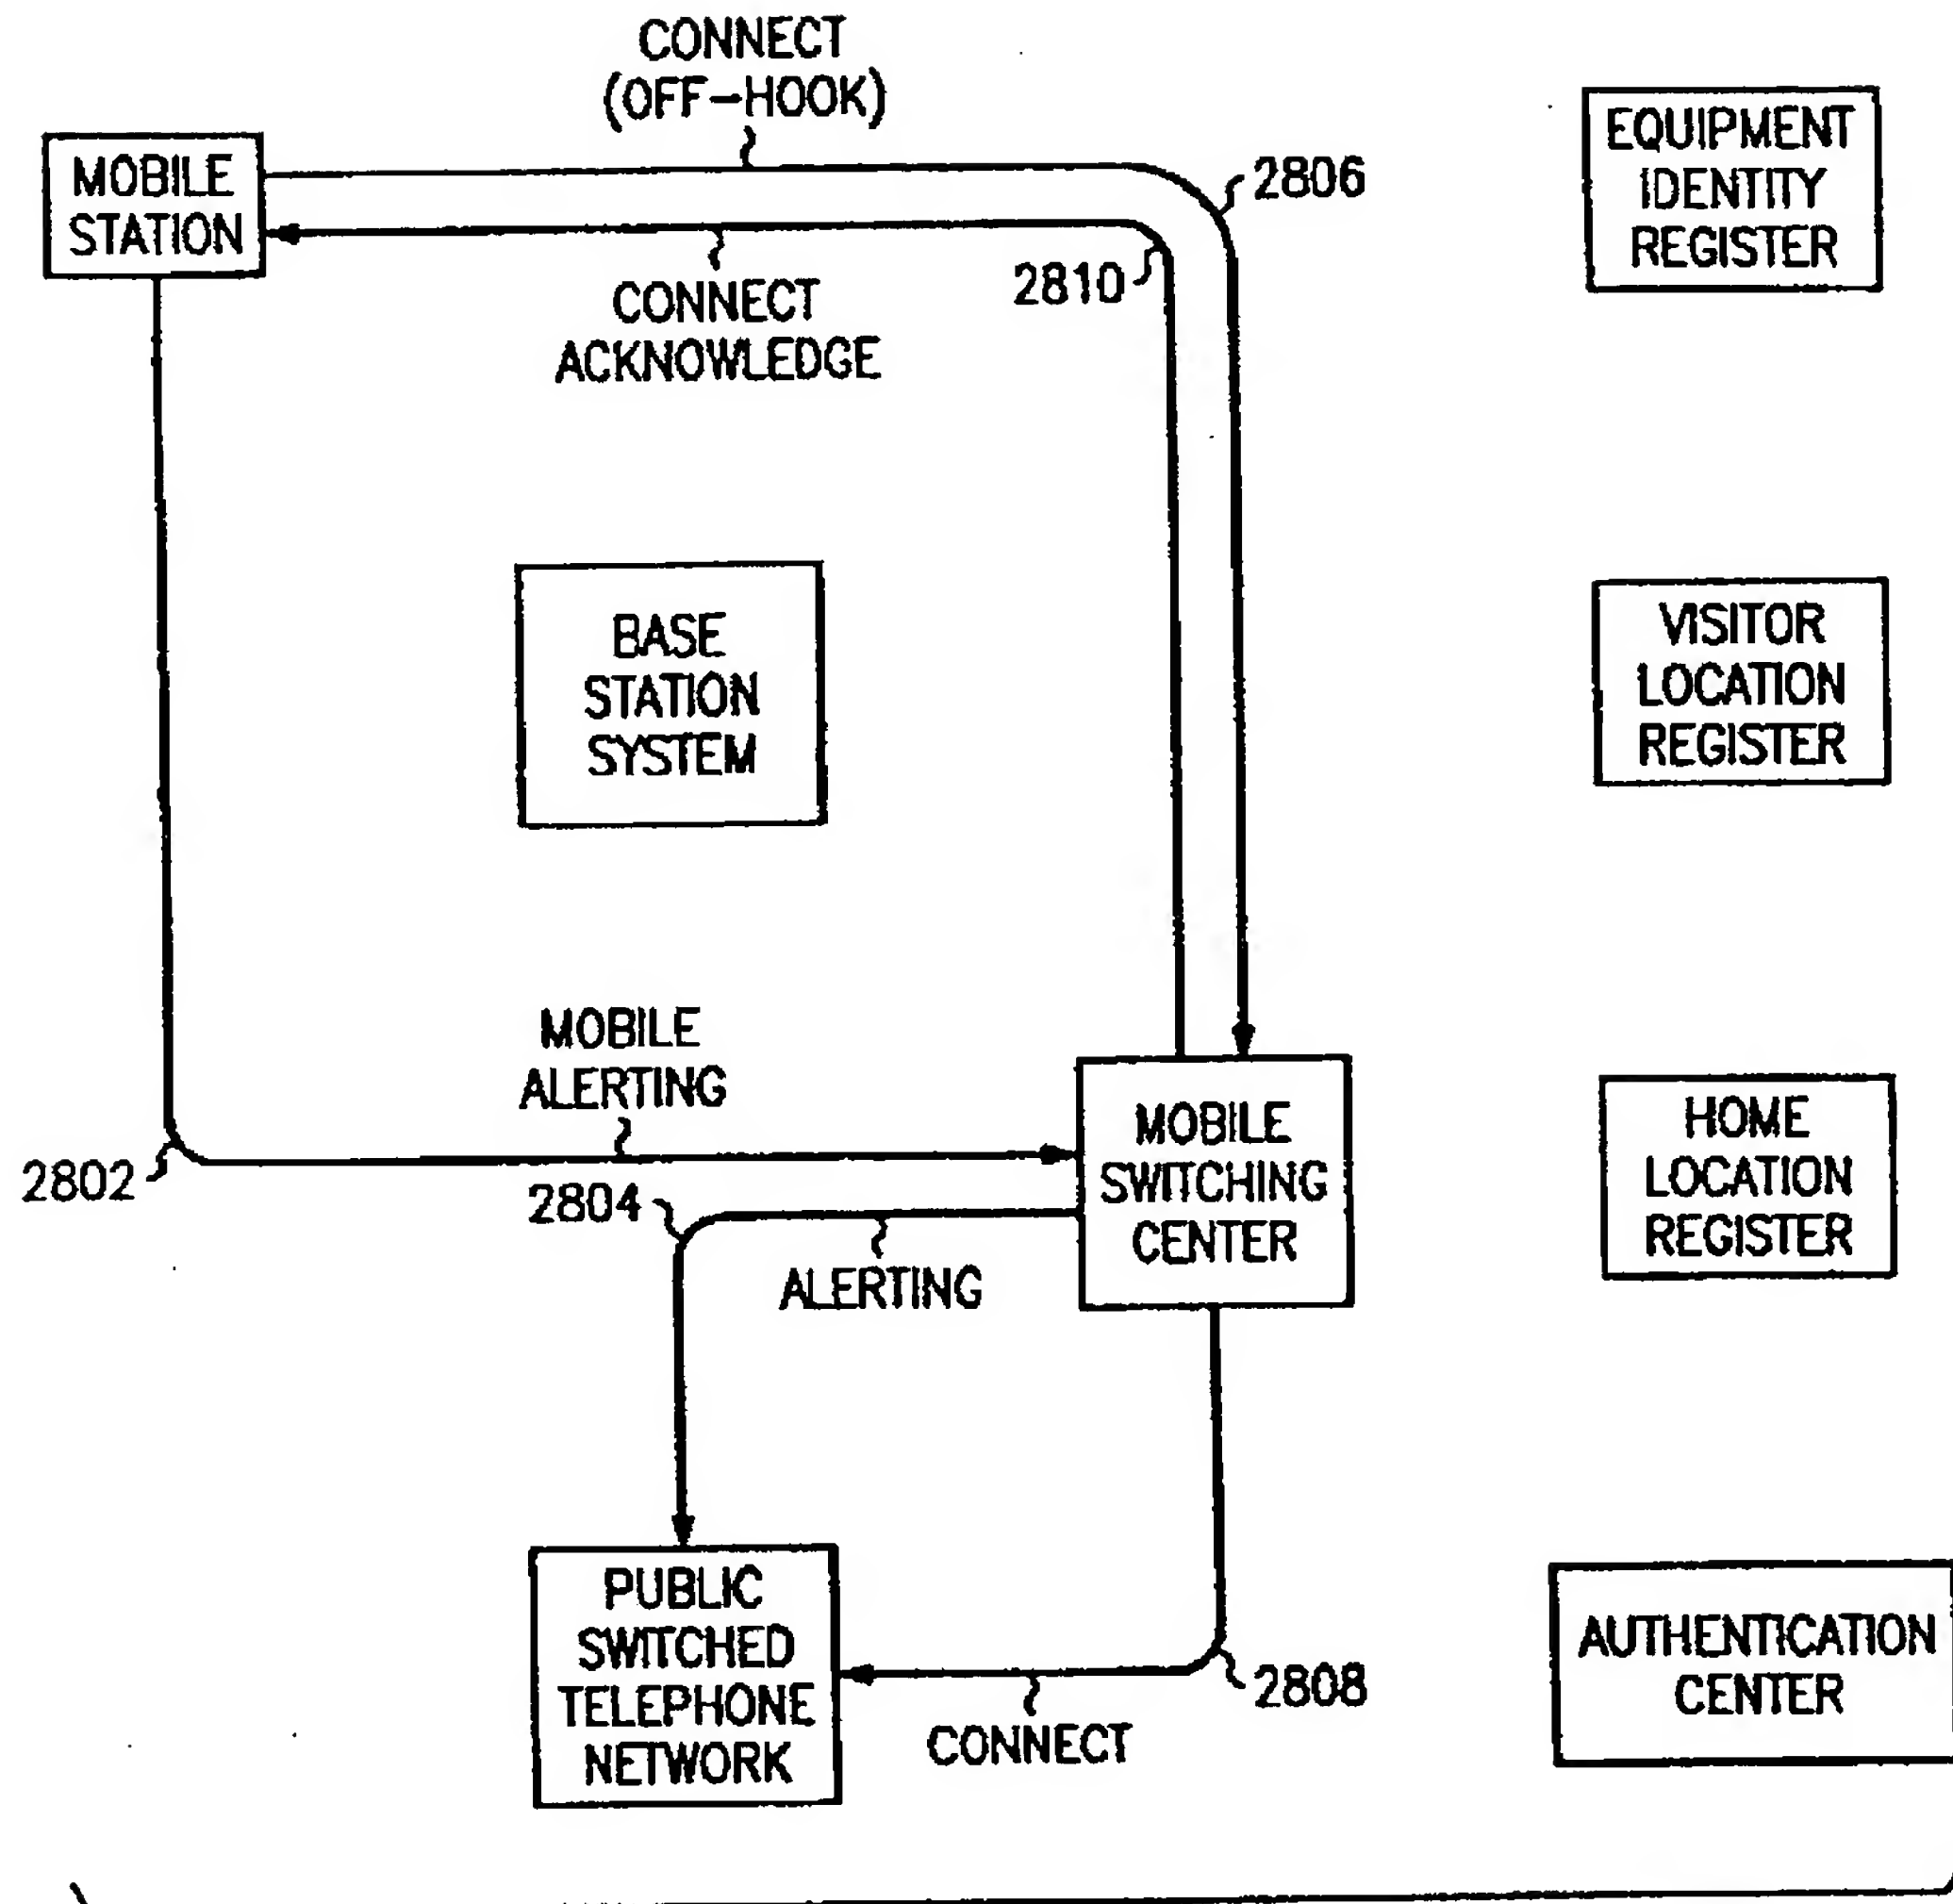 CONNECT
(OFF-HOOK)
MOBILE
STATION
2806
2810
CONNECT
ACKNOWLEDGE
EQUIPMENT
IDENTITY
REGISTER
BASE
STATION
SYSTEM
VISITOR
LOCATION
REGISTER
MOBILE
ALERTING
2802
2804
ALERTING
MOBILE
SWITCHING
CENTER
HOME
LOCATION
REGISTER
PUBLIC
SWITCHED
TELEPHONE
NETWORK
2808
CONNECT
AUTHENTICATION
CENTER